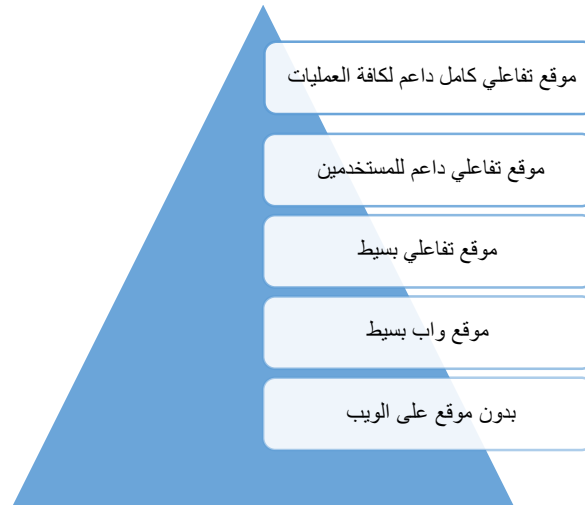 موقع تفاعلي كامل داعم لكافة العمليات
موقع تفاعلي داعم للمستخدمين
موقع تفاعلي بسيط
موقع واب بسيط
بدون موقع على الويب